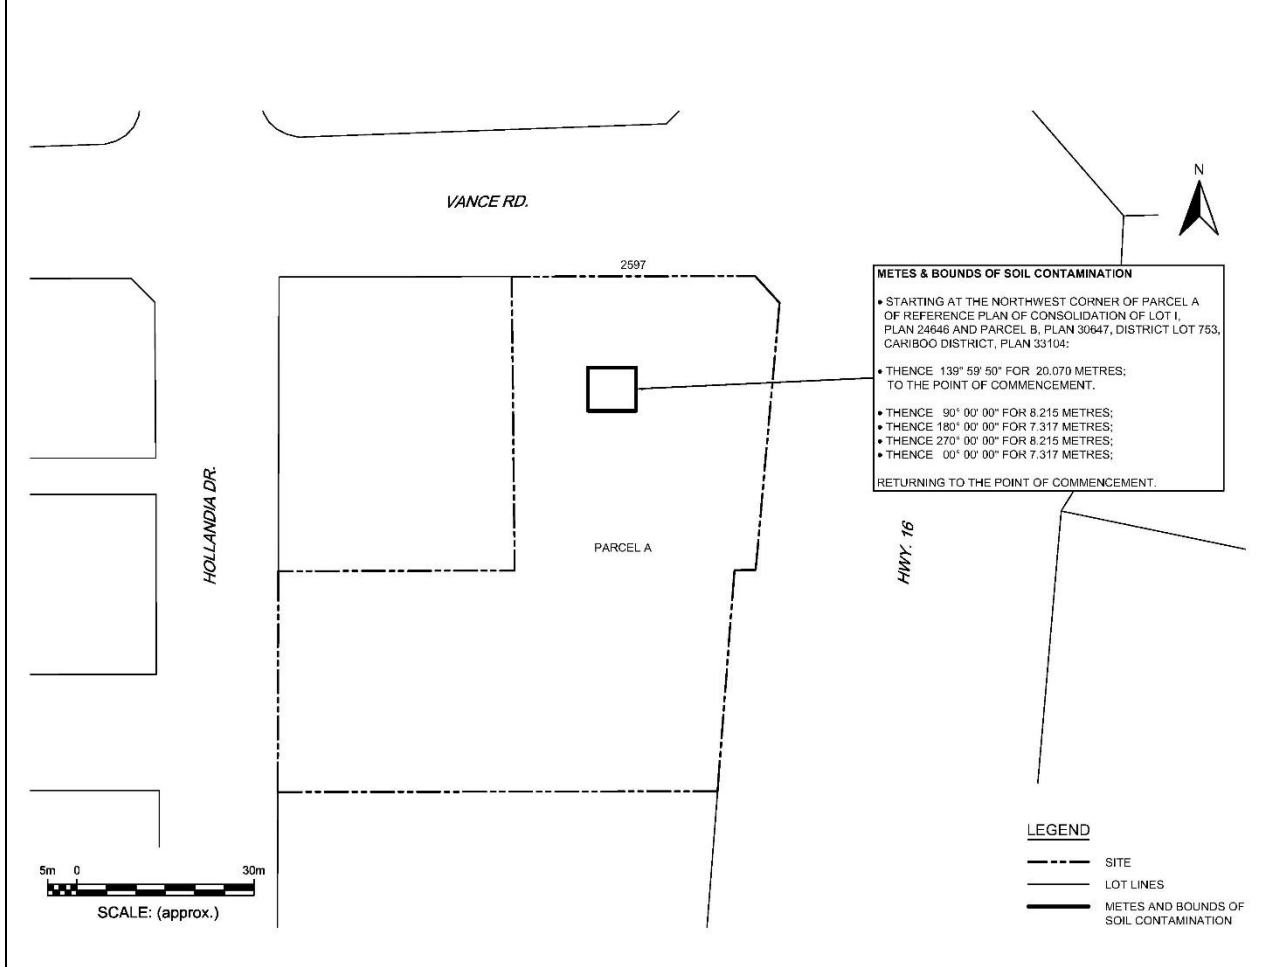 VANCE RD.
N
2597
METES & BOUNDS OF SOIL CONTAMINATION
• STARTING AT THE NORTHWEST CORNER OF PARCEL A
OF REFERENCE PLAN OF CONSOLIDATION OF LOT I,
PLAN 24646 AND PARCEL B, PLAN 30647, DISTRICT LOT 753,
CARIBOO DISTRICT, PLAN 33104:
• THENCE 139° 59' 50" FOR 20.070 METRES;
TO THE POINT OF COMMENCEMENT.
• THENCE 90° 00' 00" FOR 8.215 METRES;
• THENCE 180° 00' 00" FOR 7.317 METRES;
• THENCE 270° 00' 00" FOR 8.215 METRES;
• THENCE 00° 00' 00" FOR 7.317 METRES;
RETURNING TO THE POINT OF COMMENCEMENT.
HOLLANDIA DR.
PARCEL A
HWY. 16
LEGEND
SITE
LOT LINES
METES AND BOUNDS OF
SOIL CONTAMINATION
5m 0 30m
SCALE: (approx.)